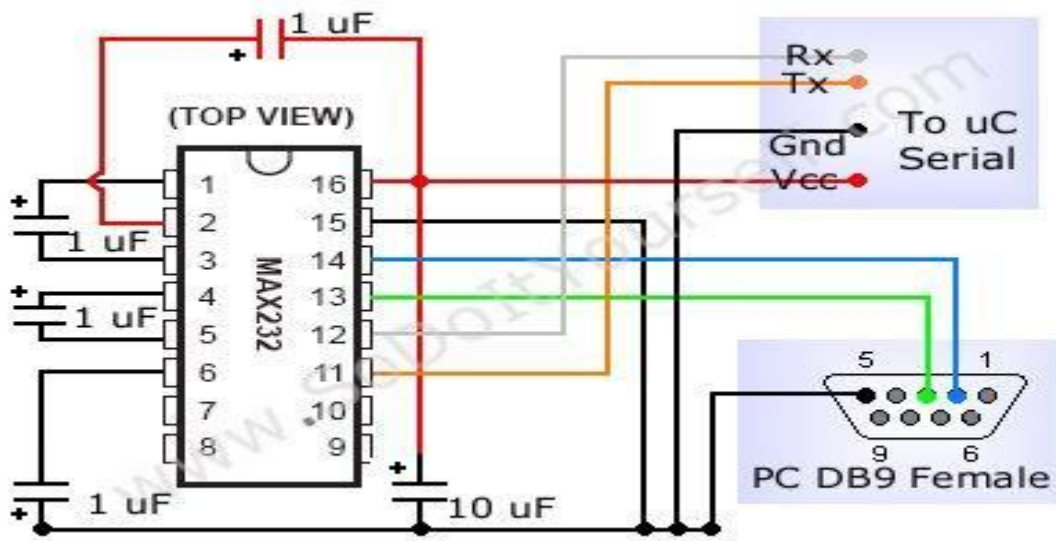 1 uF
+
(TOP VIEW)
Rx
Tx
Gnd
Vcc
To uC
Serial
+
1 uF
+
1 uF
1
2
3
4
5
6
7
8
MAX232
16
15
14
13
12
11
10
9
5
1
9
6
PC DB9 Female
+
1 uF
+
10 uF